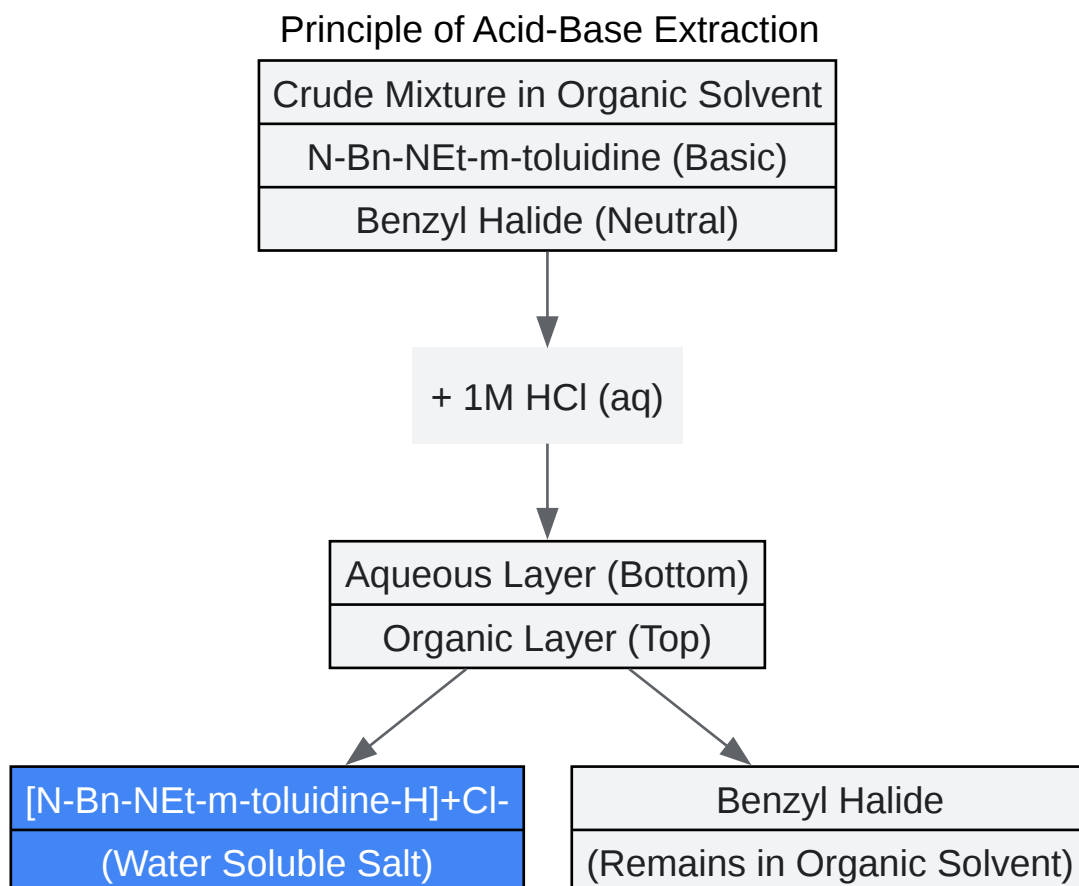 Principle of Acid-Base Extraction
Crude Mixture in Organic Solvent
N-Bn-NEt-m-toluidine (Basic)
Benzyl Halide (Neutral)
+ 1M HCl (aq)
Aqueous Layer (Bottom)
Organic Layer (Top)
[N-Bn-NEt-m-toluidine-H]+Cl-
(Water Soluble Salt)
Benzyl Halide
(Remains in Organic Solvent)